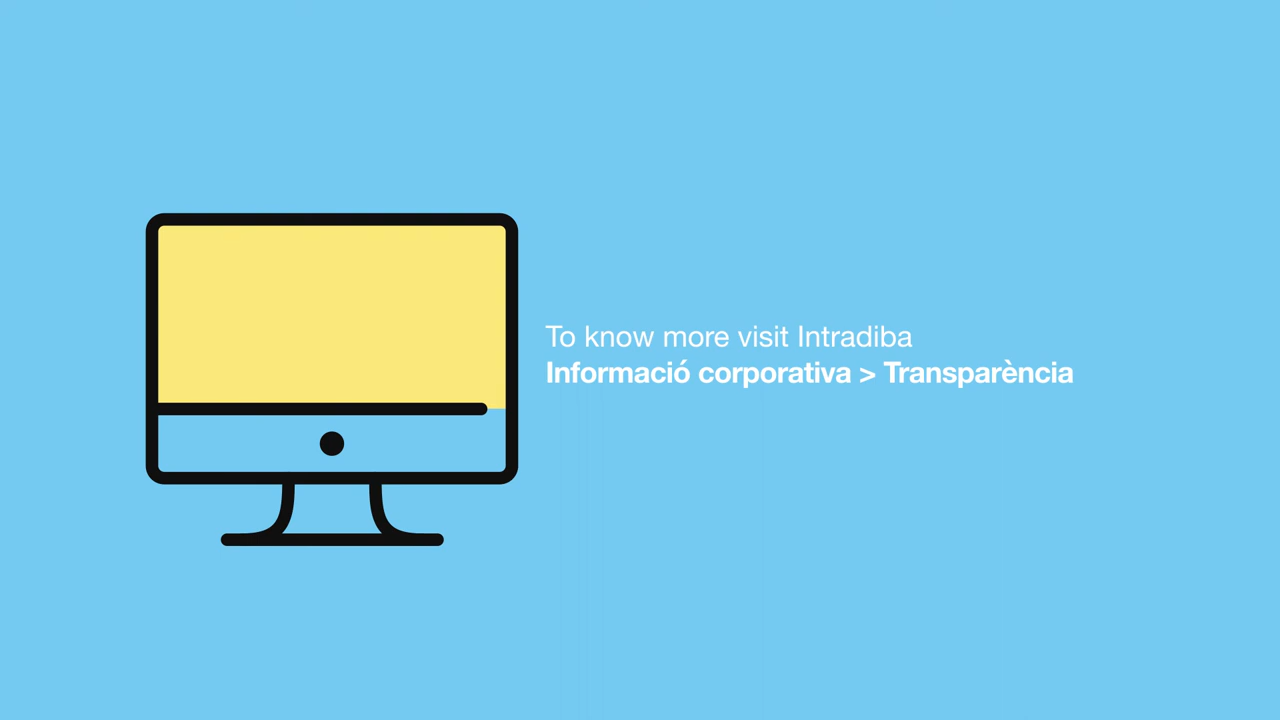 To know more visit Intradiba
Informació corporativa > Transparència